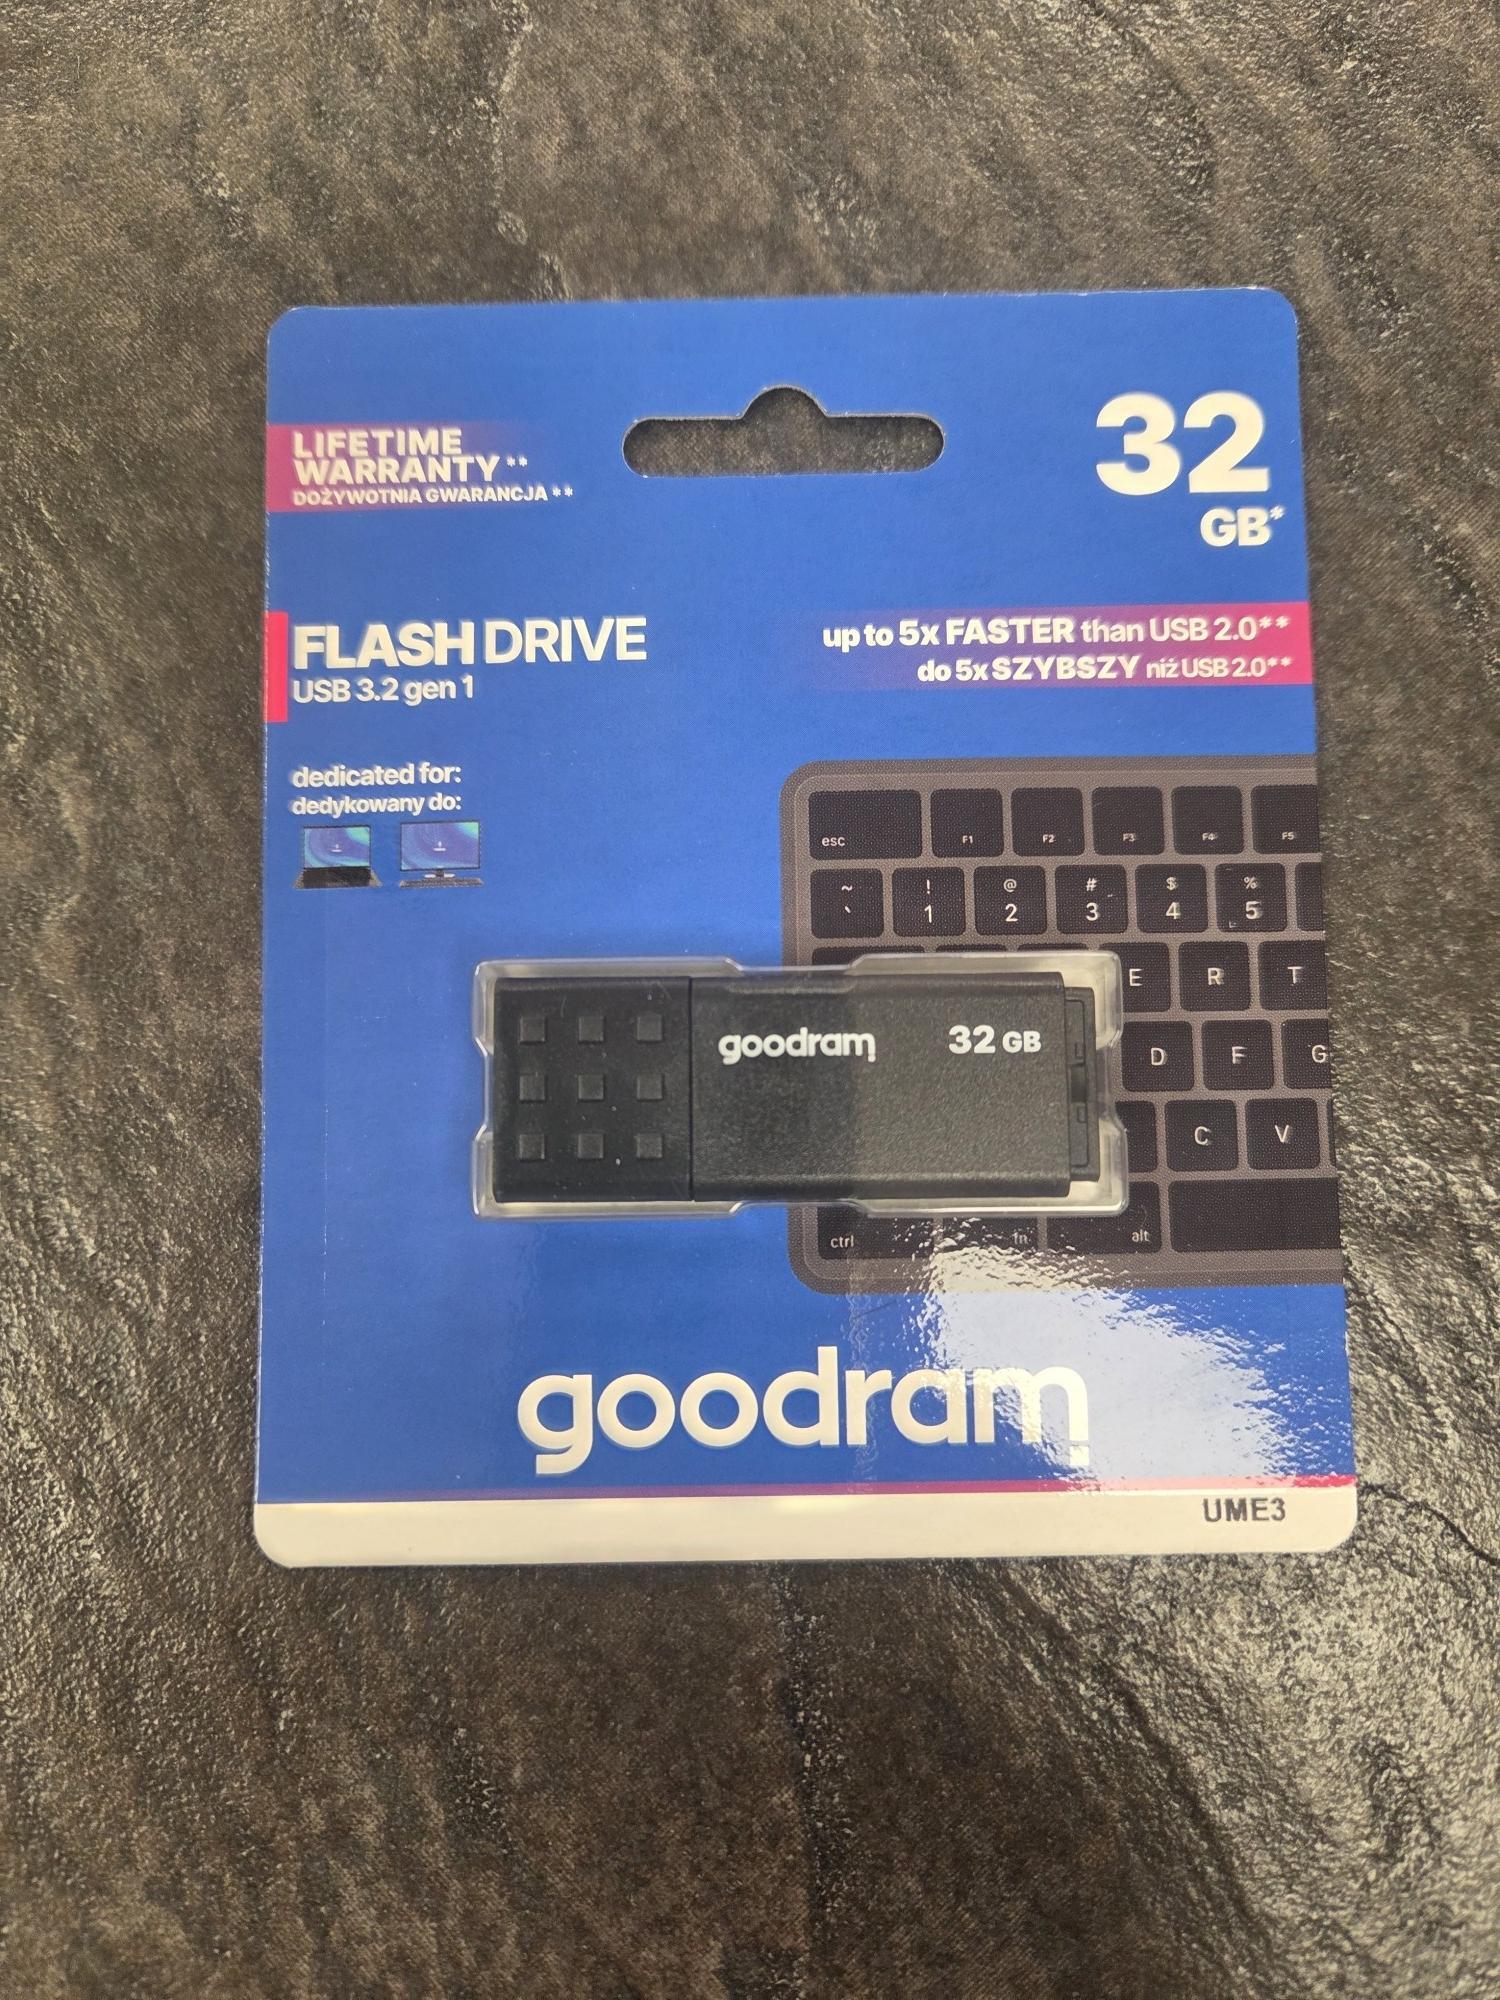 LIFETIME
WARRANTY**
DOŻYWOTNIA GWARANCJA**
32
GB*
FLASH DRIVE
USB 3.2 gen 1
up to 5x FASTER than USB 2.0**
do 5x SZYBSZY niż USB 2.0**
dedicated for:
dedykowany do:
esc F1 F2 F3 F4 F5
~ ! @ # $ %
` 1 2 3 4 5
E R T
goodram 32 GB
D F G
C V
ctrl fn alt
goodram
UME3